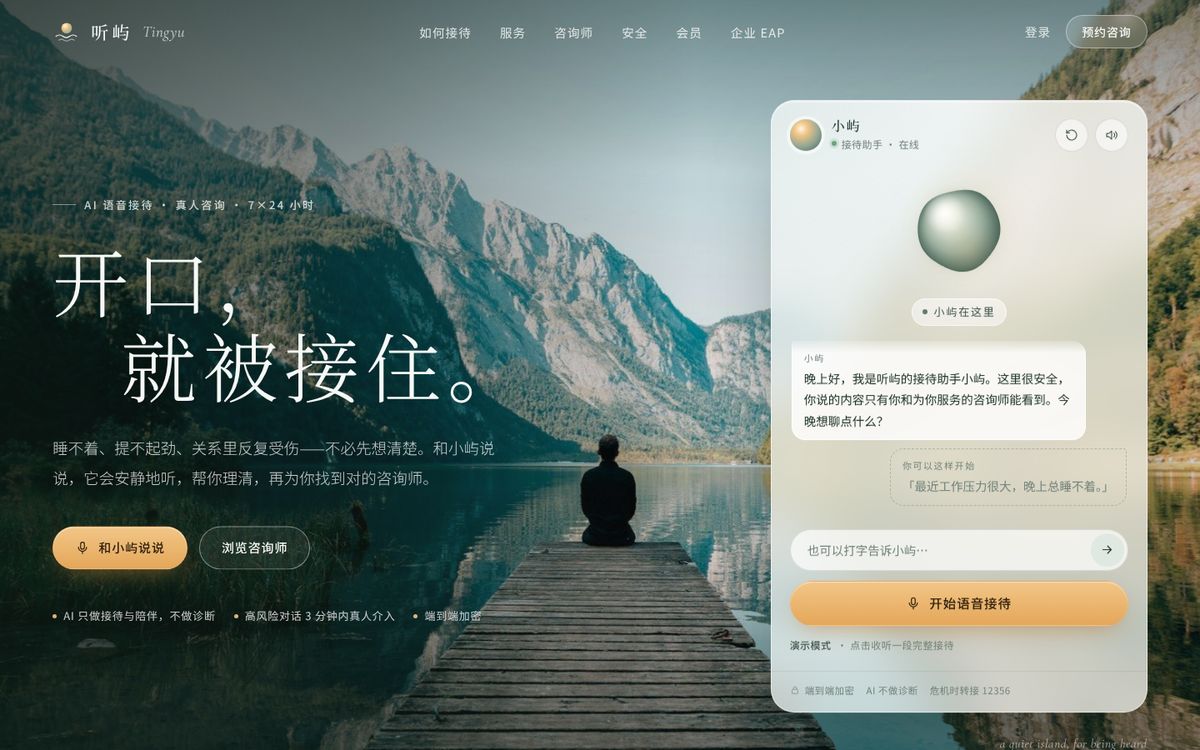 听屿 Tingyu
如何接待 服务 咨询师 安全 会员 企业 EAP
登录 预约咨询
AI 语音接待 · 真人咨询 · 7×24 小时
开口，
就被接住。
睡不着、提不起劲、关系里反复受伤——不必先想清楚。和小屿说
说，它会安静地听，帮你理清，再为你找到对的咨询师。
和小屿说说 浏览咨询师
AI 只做接待与陪伴，不做诊断 高风险对话 3 分钟内真人介入 端到端加密
小屿
接待助手 · 在线
小屿在这里
小屿
晚上好，我是听屿的接待助手小屿。这里很安全，
你说的内容只有你和为你服务的咨询师能看到。今
晚想聊点什么？
你可以这样开始
「最近工作压力很大，晚上总睡不着。」
也可以打字告诉小屿…
开始语音接待
演示模式 · 点击收听一段完整接待
端到端加密 AI 不做诊断 危机时转接 12356
a quiet island, for being heard